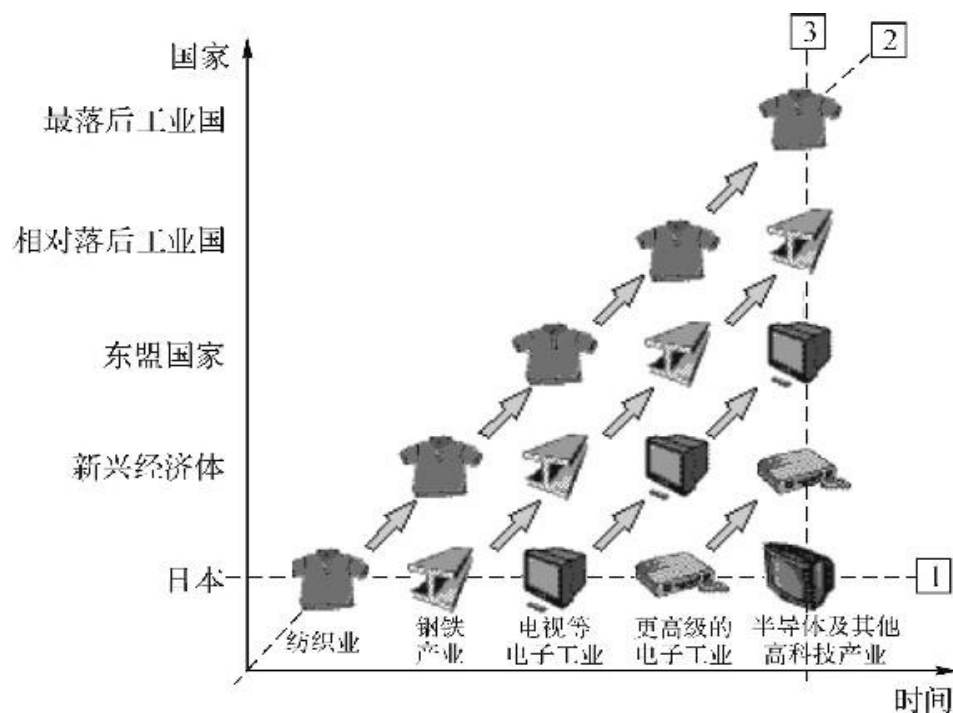 国家
3
2
最落后工业国
相对落后工业国
东盟国家
新兴经济体
日本
1
纺织业
钢铁
产业
电视等
电子工业
更高级的
电子工业
半导体及其他
高科技产业
时间